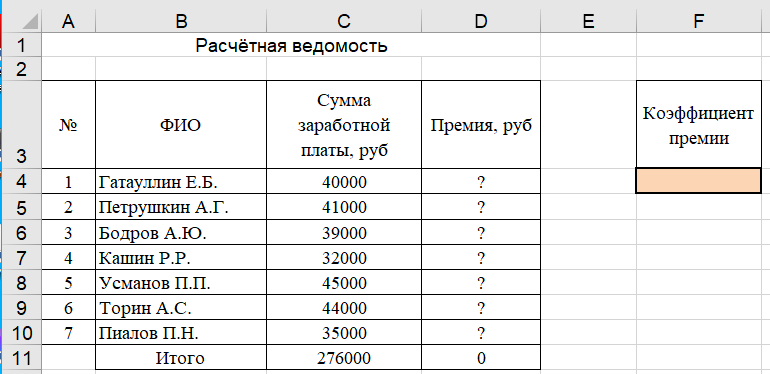 A B C D E F
1 Расчётная ведомость
2
3 № ФИО Сумма заработной платы, руб Премия, руб Коэффициент премии
4 1 Гатауллин Е.Б. 40000 ?
5 2 Петрушкин А.Г. 41000 ?
6 3 Бодров А.Ю. 39000 ?
7 4 Кашин Р.Р. 32000 ?
8 5 Усманов П.П. 45000 ?
9 6 Торин А.С. 44000 ?
10 7 Пиалов П.Н. 35000 ?
11 Итого 276000 0